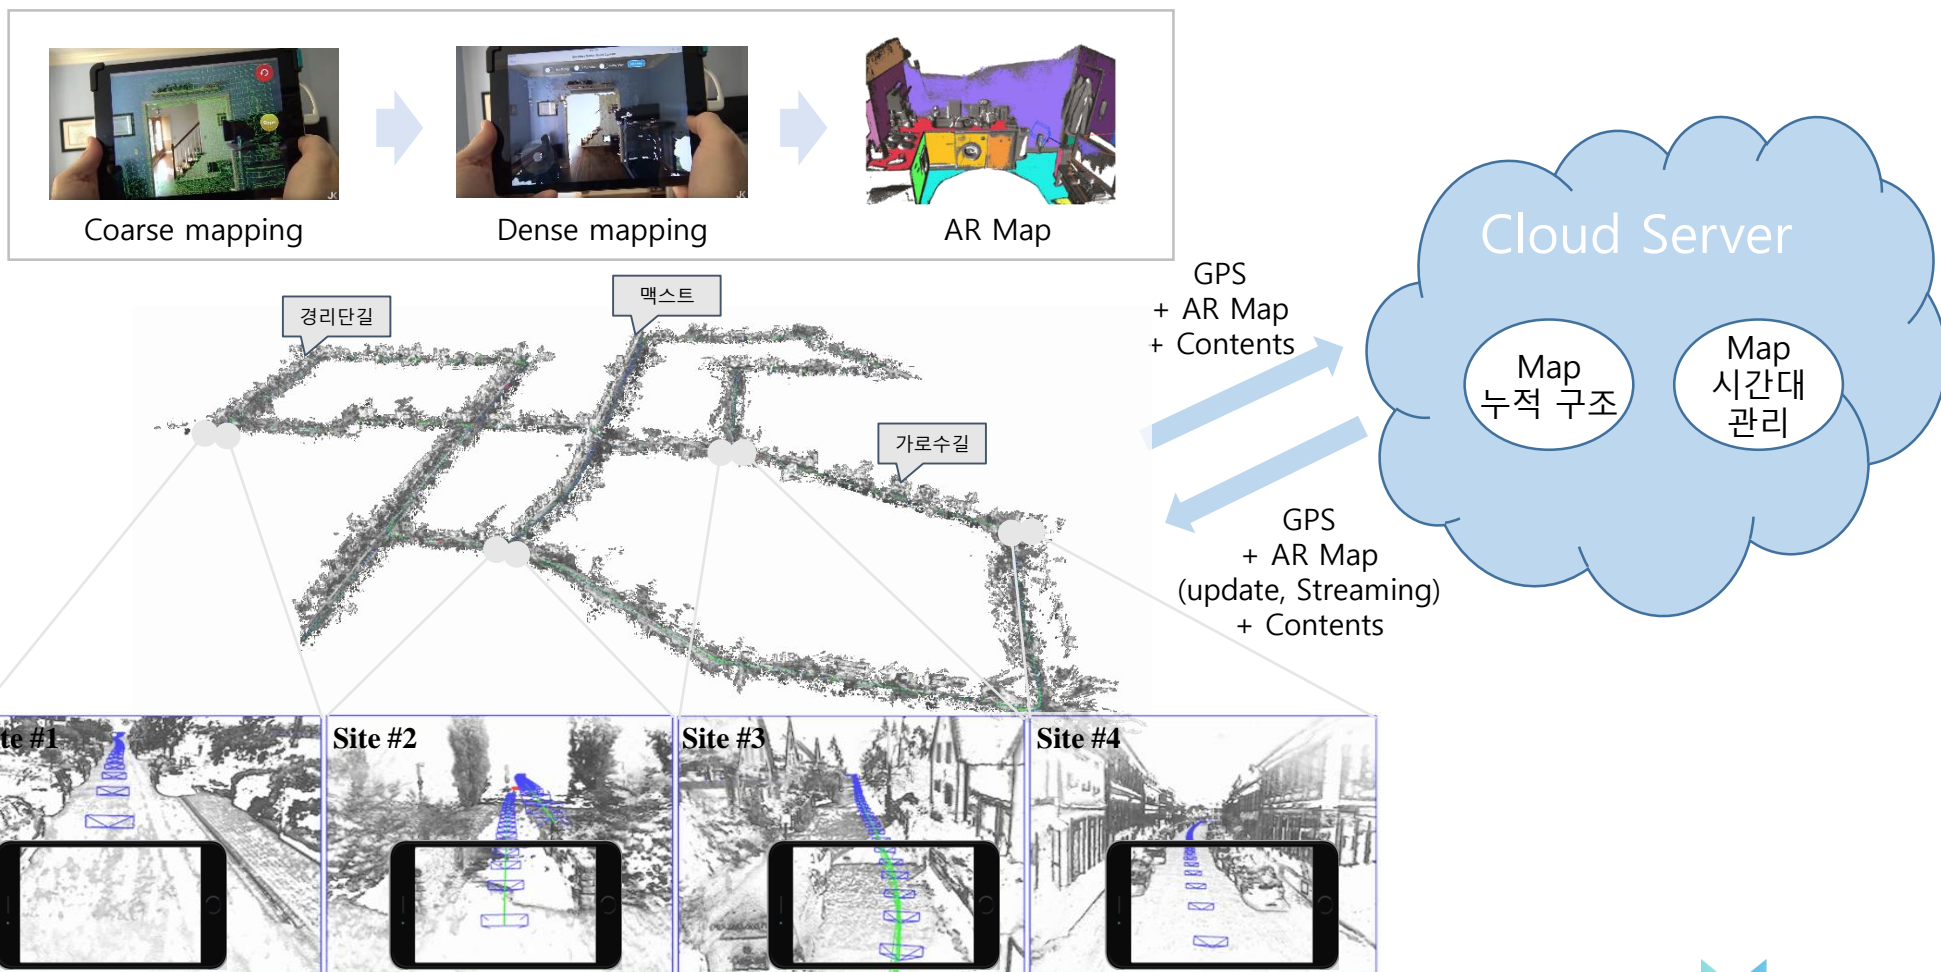 Coarse mapping
Dense mapping
AR Map
Cloud Server
GPS
+ AR Map
+ Contents
Map
누적 구조
Map
시간대
관리
경리단길
맥스트
가로수길
GPS
+ AR Map
(update, Streaming)
+ Contents
te #1
Site #2
Site #3
Site #4
JK
JK